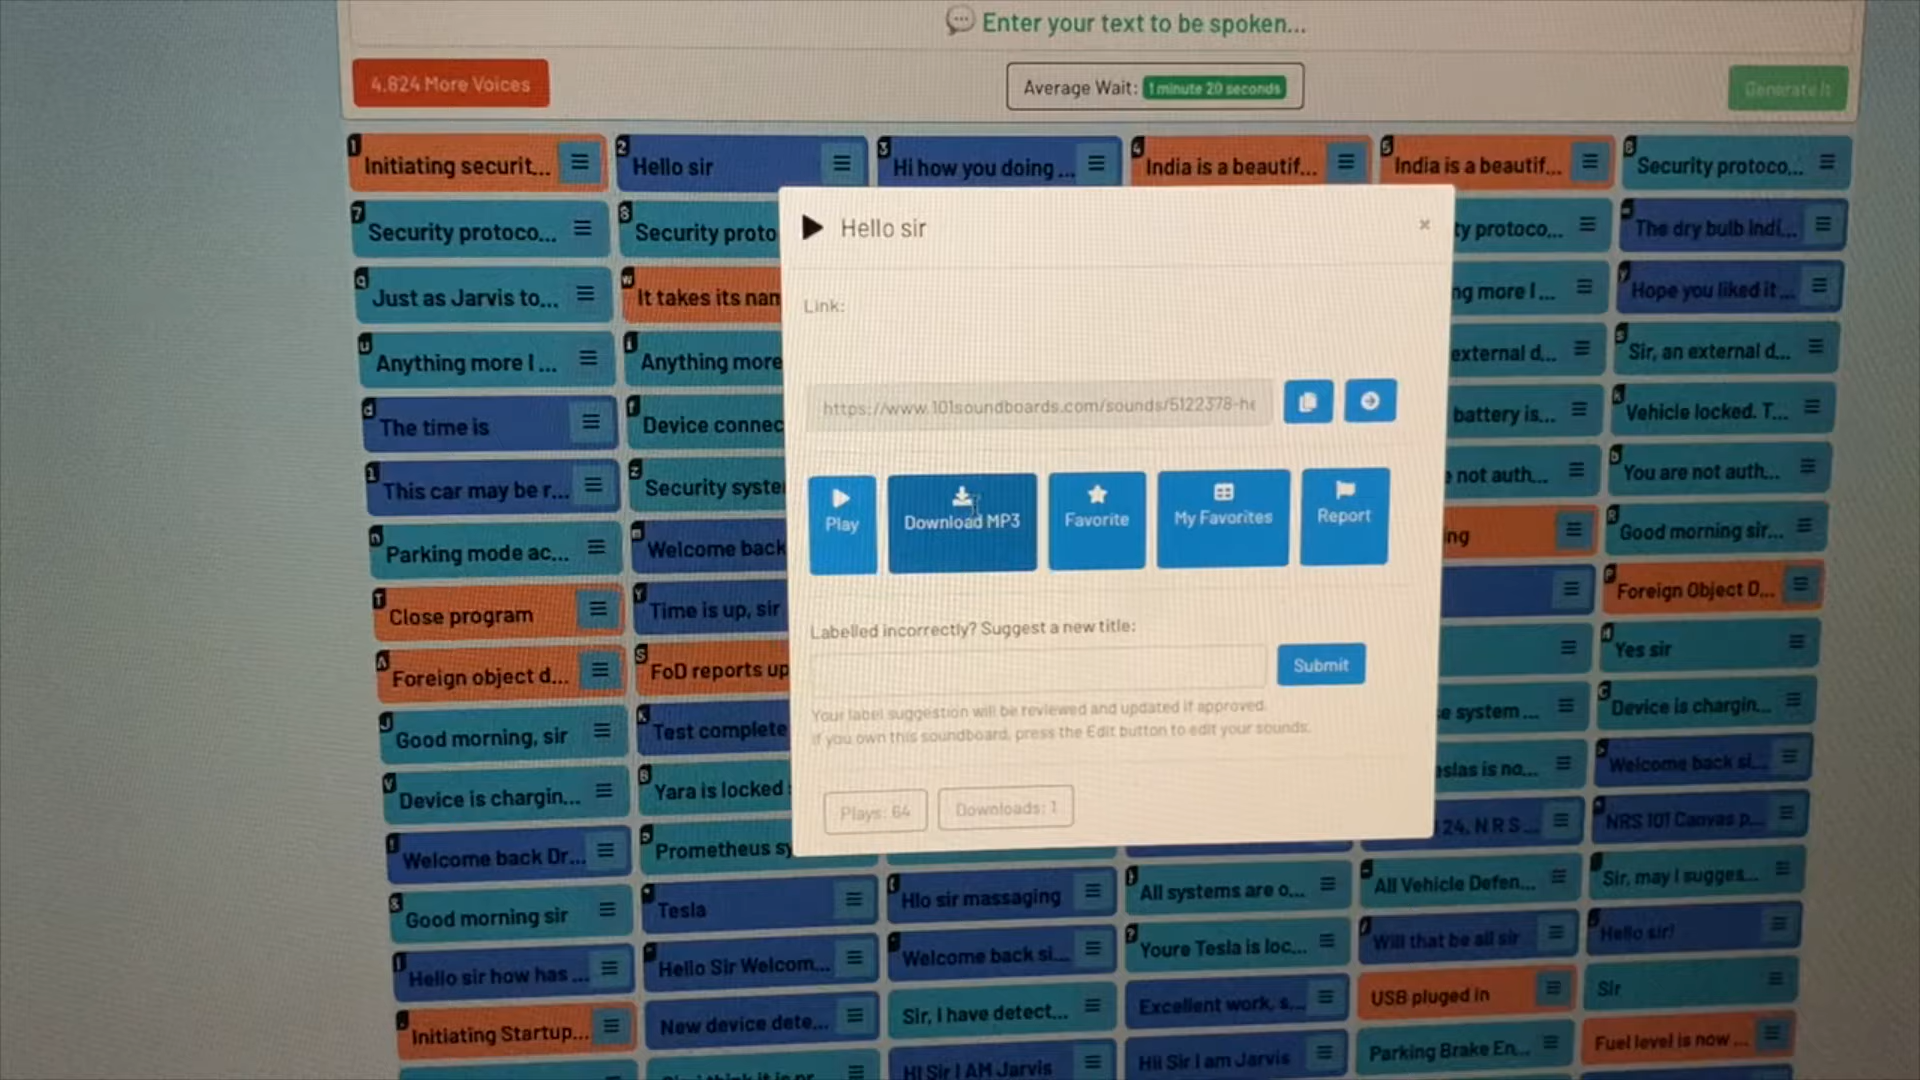 Enter your text to be spoken...
4,824 More Voices
Average Wait: 1 minute 20 seconds
Generate It
1 Initiating securit...
2 Hello sir
3 Hi how you doing ...
4 India is a beautif...
5 India is a beautif...
6 Security protoco...
7 Security protoco...
8 Security proto
ty protoco...
The dry bulb indi...
q Just as Jarvis to...
w It takes its nan
ng more I ...
y Hope you liked it ...
u Anything more I ...
i Anything more
external d...
s Sir, an external d...
d The time is
f Device connec
battery is...
k Vehicle locked. T...
l This car may be r...
z Security syste
not auth...
b You are not auth...
n Parking mode ac...
m Welcome back
ng
R Good morning sir...
T Close program
Y Time is up, sir
P Foreign Object D...
A Foreign object d...
S FoD reports up
H Yes sir
J Good morning, sir
K Test complete
e system ...
C Device is chargin...
V Device is chargin...
B Yara is locked
eslas is no...
> Welcome back si...
! Welcome back Dr...
Prometheus sy
24, N R S ...
NRS 101 Canvas p...
& Good morning sir
Tesla
( Hlo sir massaging
) All systems are o...
All Vehicle Defen...
Sir, may I sugges...
Hello sir how has ...
Hello Sir Welcom...
Welcome back si...
? Youre Tesla is loc...
Will that be all sir
Hello sir!
Initiating Startup...
New device dete...
Sir, I have detect...
Excellent work, s...
USB pluged in
Sir
HI Sir I AM Jarvis
Hii Sir I am Jarvis
Parking Brake En...
Fuel level is now ...
Hello sir
×
Link:
https://www.101soundboards.com/sounds/5122378-he
Play
Download MP3
Favorite
My Favorites
Report
Labelled incorrectly? Suggest a new title:
Submit
Your label suggestion will be reviewed and updated if approved.
If you own this soundboard, press the Edit button to edit your sounds.
Plays: 64
Downloads: 1